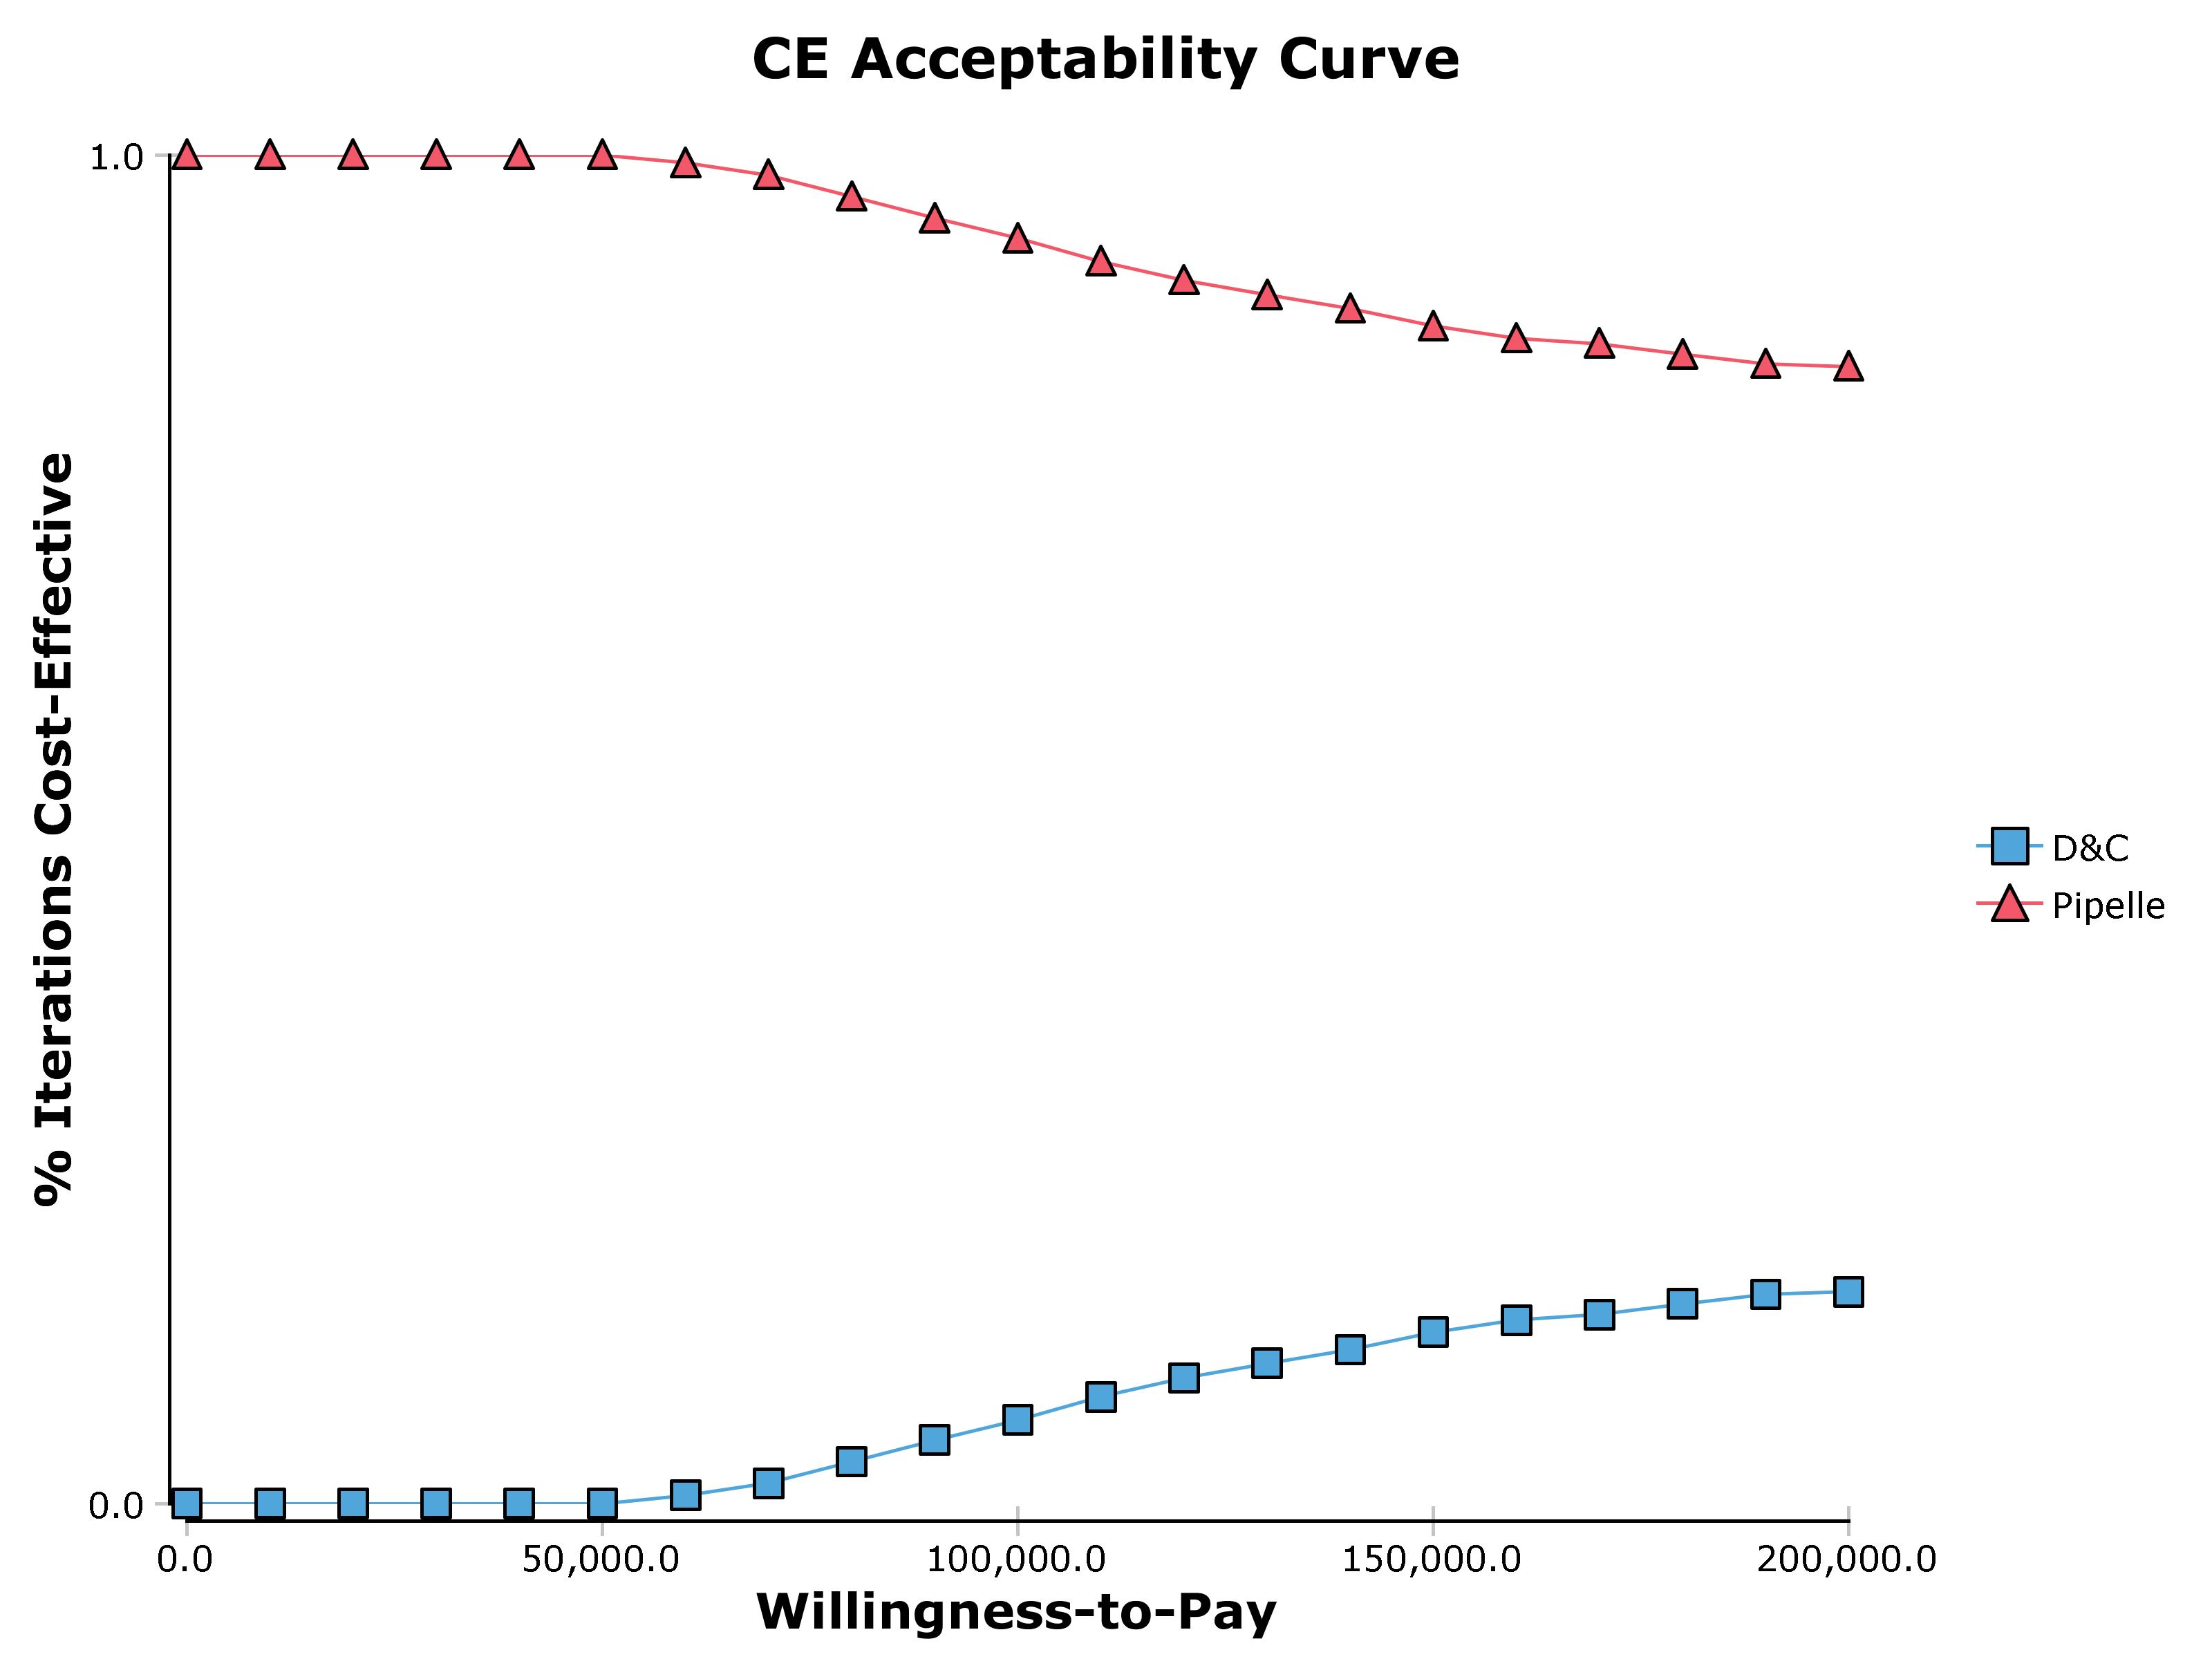 CE Acceptability Curve
% Iterations Cost-Effective
1.0
0.0
0.0
50,000.0
100,000.0
150,000.0
200,000.0
Willingness-to-Pay
D&C
Pipelle